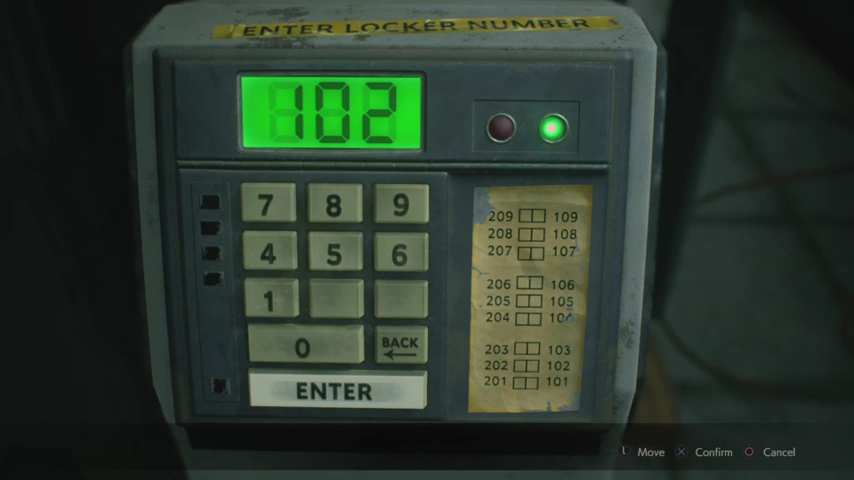 ENTER LOCKER NUMBER
102
7 8 9
4 5 6
1
0 BACK
ENTER
209 109
208 108
207 107
206 106
205 105
204 104
203 103
202 102
201 101
Move Confirm Cancel